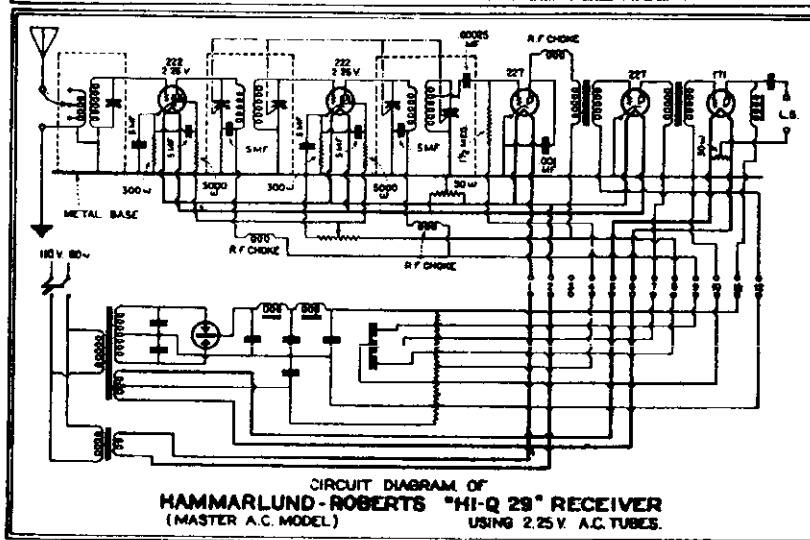 222
2.25 V
222
2.25 V.
.00025
MF
R.F CHOKE
227
227
171
L.S.
.5 MF
.5 MF
.5 MF
.5 MF
1½ MEG.
.001
MF
300 ω
5000
ω
300 ω
5000
ω
30 ω
30 ω
METAL BASE
R F CHOKE
R F CHOKE
110 V. 60~
CIRCUIT DIAGRAM OF
HAMMARLUND-ROBERTS "HI-Q 29" RECEIVER
(MASTER A.C. MODEL) USING 2.25 V. A.C. TUBES.